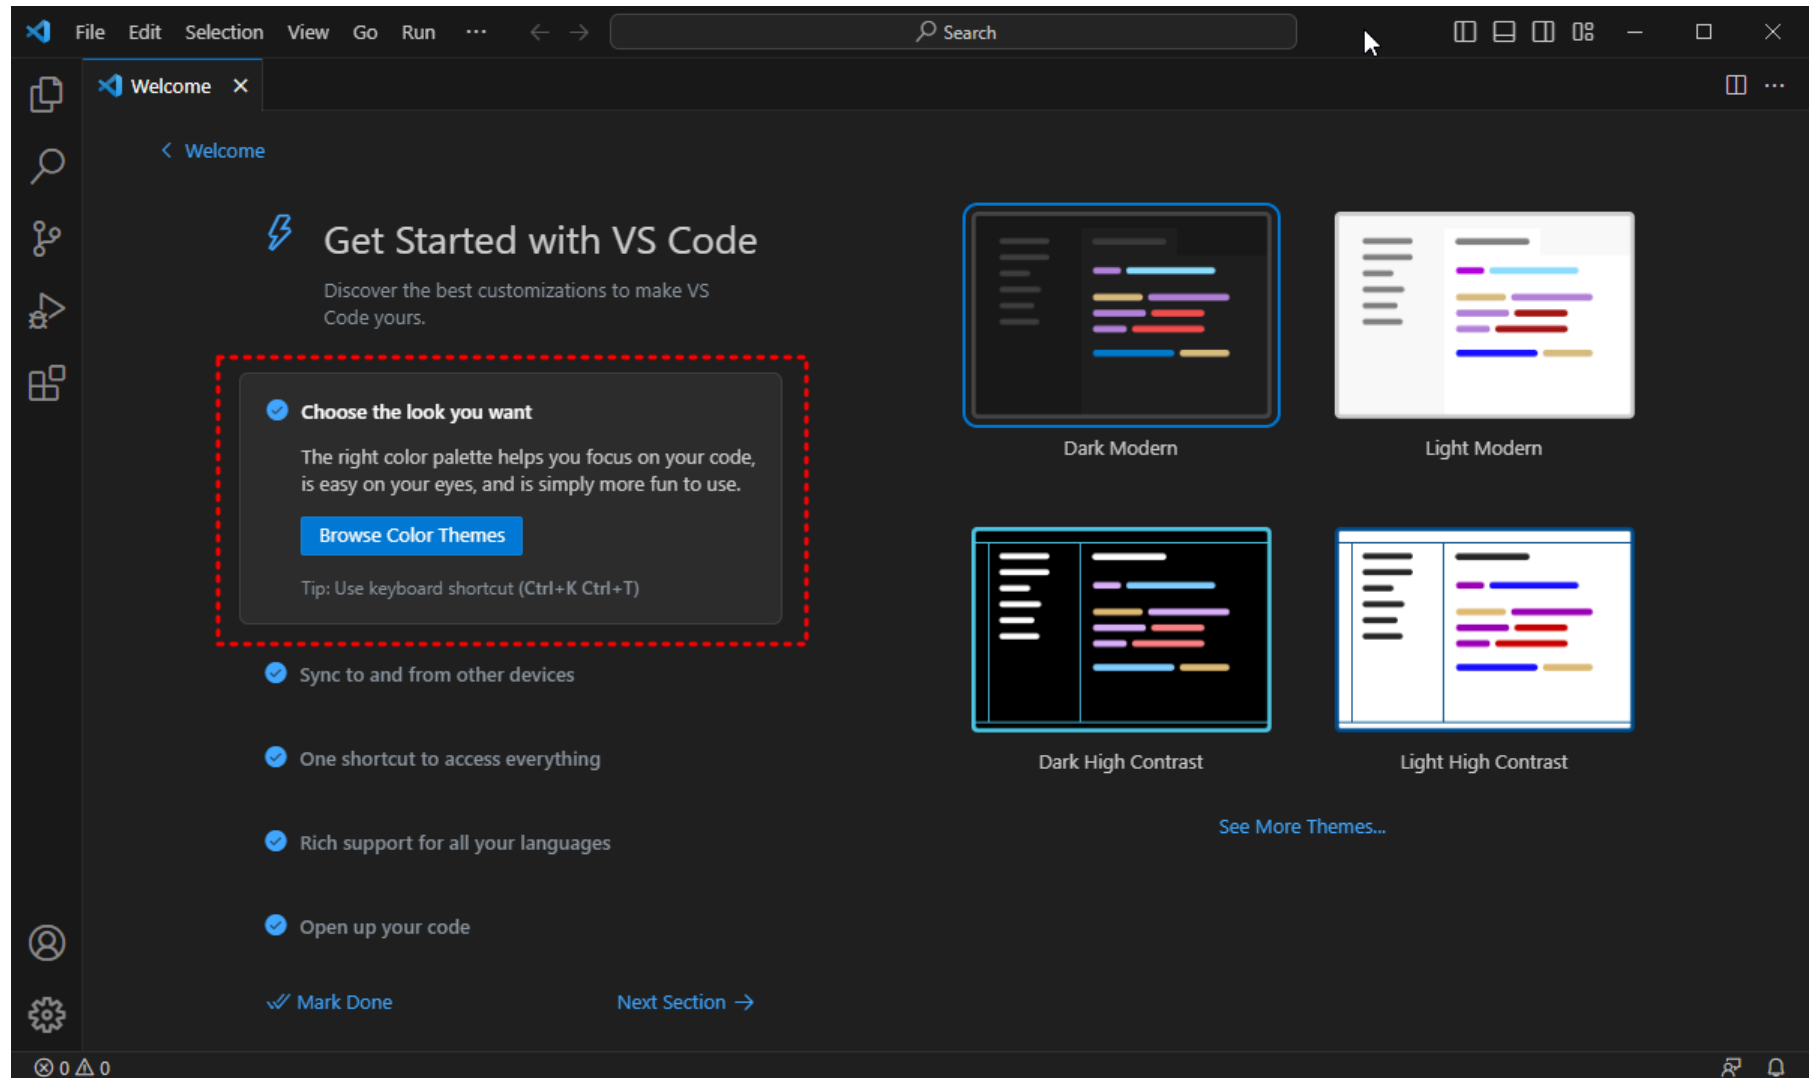 File Edit Selection View Go Run ··· Search
Welcome
Welcome
Get Started with VS Code
Discover the best customizations to make VS
Code yours.
Choose the look you want
The right color palette helps you focus on your code,
is easy on your eyes, and is simply more fun to use.
Browse Color Themes
Tip: Use keyboard shortcut (Ctrl+K Ctrl+T)
Sync to and from other devices
One shortcut to access everything
Rich support for all your languages
Open up your code
Mark Done
Next Section
Dark Modern
Light Modern
Dark High Contrast
Light High Contrast
See More Themes...
0 0